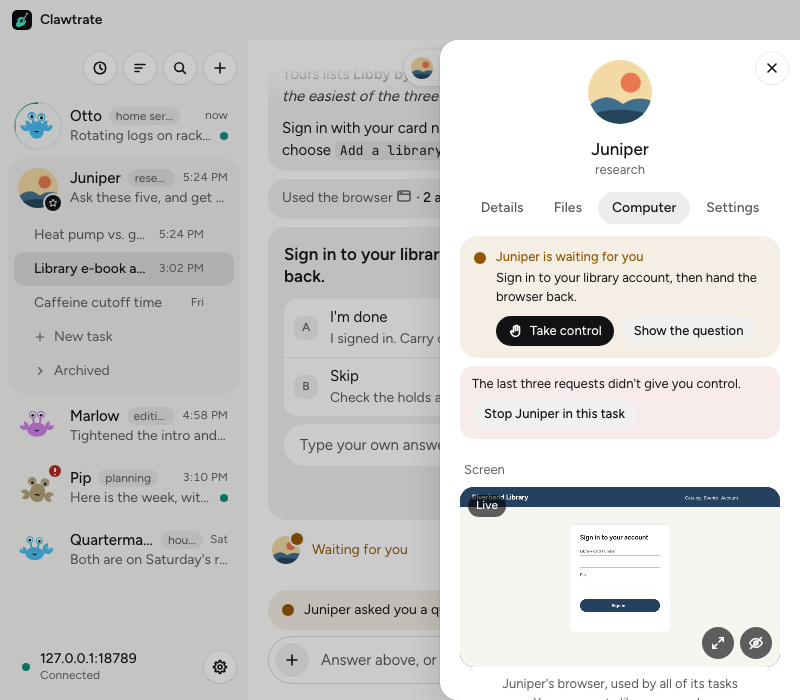 Clawtrate
Otto
home ser...
now
Rotating logs on rack...
Juniper
rese...
5:24 PM
Ask these five, and get ...
Heat pump vs. g...
5:24 PM
Library e-book a...
3:02 PM
Caffeine cutoff time
Fri
New task
Archived
Marlow
editi...
4:58 PM
Tightened the intro and...
Pip
planning
3:10 PM
Here is the week, wit...
Quarterma...
hou...
Sat
Both are on Saturday's r...
127.0.0.1:18789
Connected
Yours lists Libby by
the easiest of the three
Sign in with your card n
choose Add a library
Used the browser · 2 a
Sign in to your librar
back.
A
I'm done
I signed in. Carry o
B
Skip
Check the holds a
Type your own answe
Waiting for you
Juniper asked you a q
Answer above, or
Juniper
research
Details
Files
Computer
Settings
Juniper is waiting for you
Sign in to your library account, then hand the
browser back.
Take control
Show the question
The last three requests didn't give you control.
Stop Juniper in this task
Screen
Riverbend Library
Catalog Events Account
Live
Sign in to your account
Library card number
PIN
Sign in
Juniper's browser, used by all of its tasks